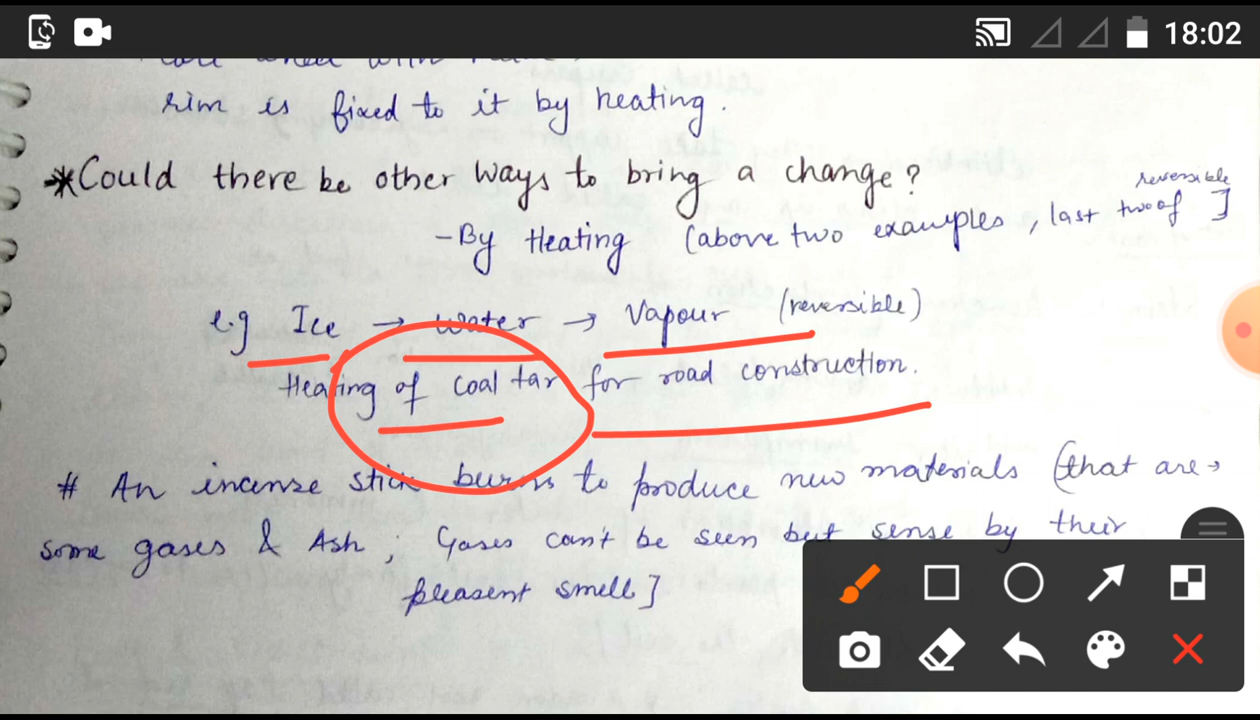 18:02
rim is fixed to it by heating.
*Could there be other ways to bring a change?
reversible
-By Heating (above two examples, last two of ]
e.g Ice → water → Vapour (reversible)
Heating of coal tar for road construction.
# An incense stick burns to produce new materials (that are →
some gases & Ash ; Gases can't be seen but sense by their
pleasent smell]